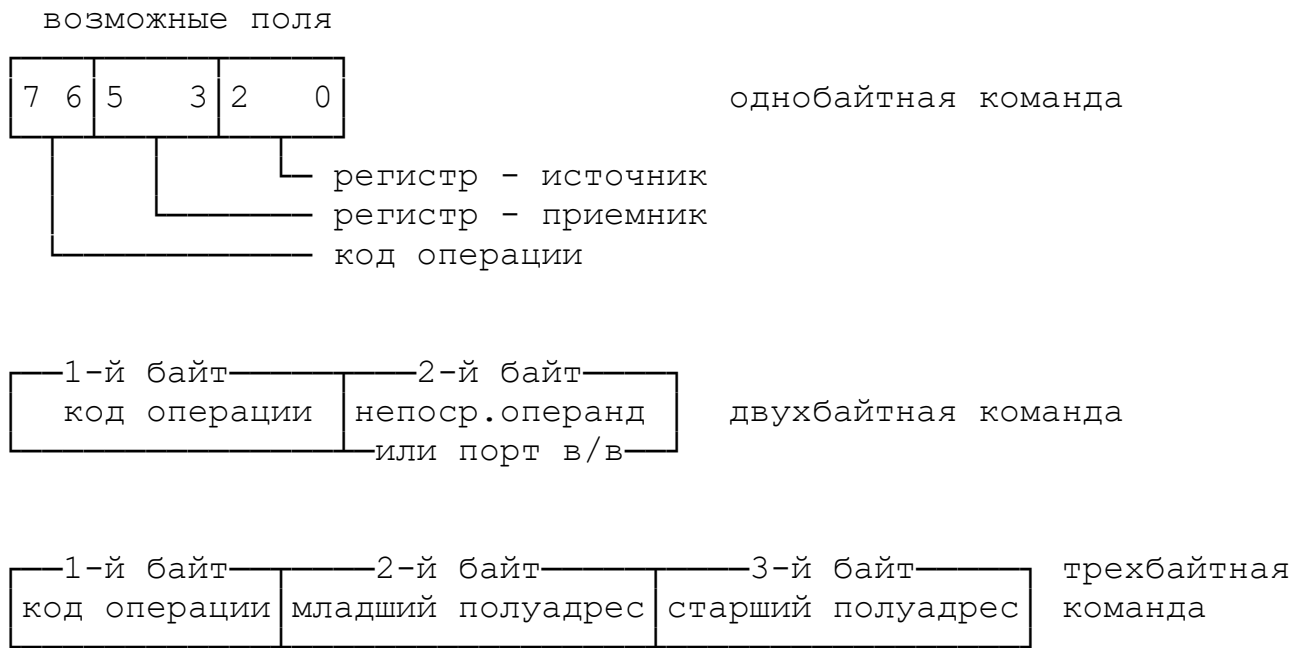 возможные поля
7 6 5 3 2 0 однобайтная команда
регистр - источник
регистр - приемник
код операции
1-й байт 2-й байт
код операции непоср.операнд двухбайтная команда
или порт в/в
1-й байт 2-й байт 3-й байт трехбайтная
код операции младший полуадрес старший полуадрес команда